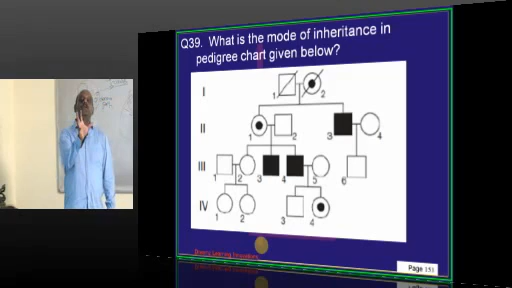 Q39. What is the mode of inheritance in
pedigree chart given below?
I
1
2
II
1
2
3
4
III
1
2
3
4
5
6
IV
1
2
3
4
Page 151